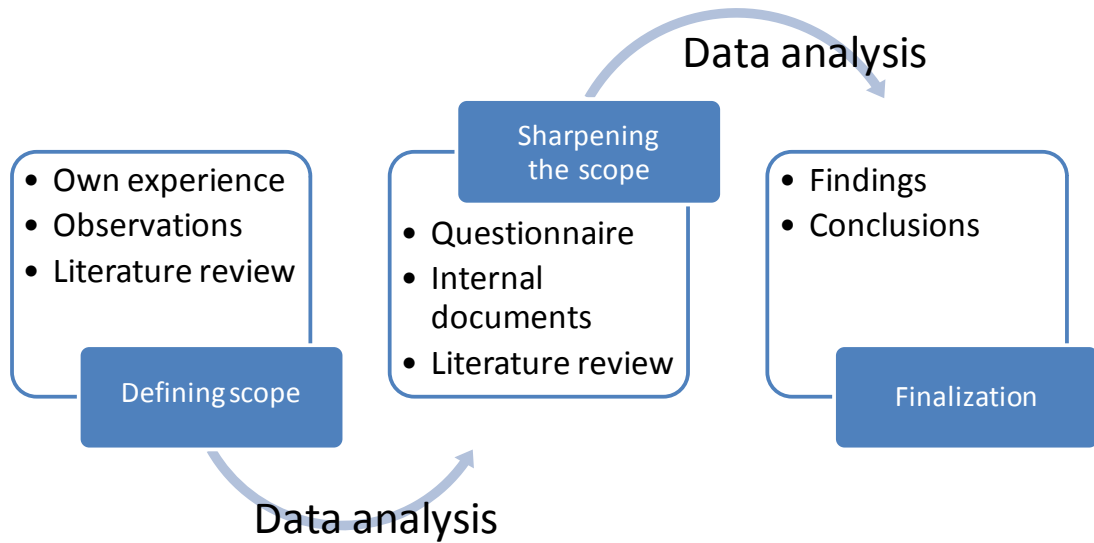 • Own experience
• Observations
• Literature review
Defining scope
Data analysis
Sharpening
the scope
• Questionnaire
• Internal
documents
• Literature review
Data analysis
• Findings
• Conclusions
Finalization